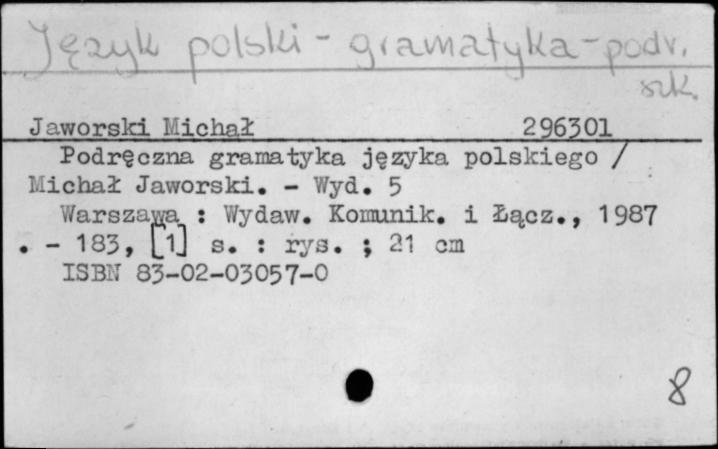 Język polski - gramatyka - podr.
szk.
Jaworski Michał 296301
Podręczna gramatyka języka polskiego /
Michał Jaworski. - Wyd. 5
Warszawa : Wydaw. Komunik. i Łącz., 1987
. - 183, [1] s. : rys. ; 21 cm
ISBN 83-02-03057-0
8